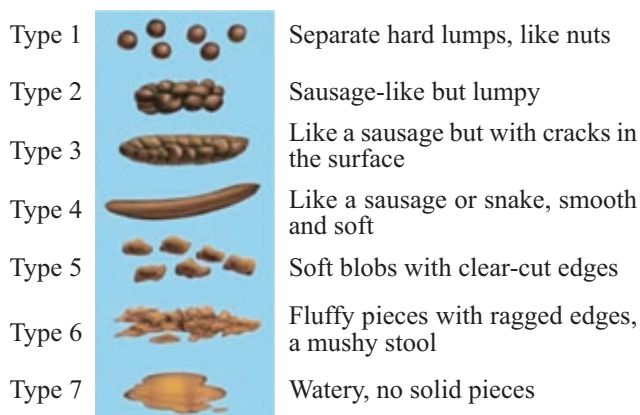 Type 1 Separate hard lumps, like nuts
Type 2 Sausage-like but lumpy
Type 3 Like a sausage but with cracks in
the surface
Type 4 Like a sausage or snake, smooth
and soft
Type 5 Soft blobs with clear-cut edges
Type 6 Fluffy pieces with ragged edges,
a mushy stool
Type 7 Watery, no solid pieces